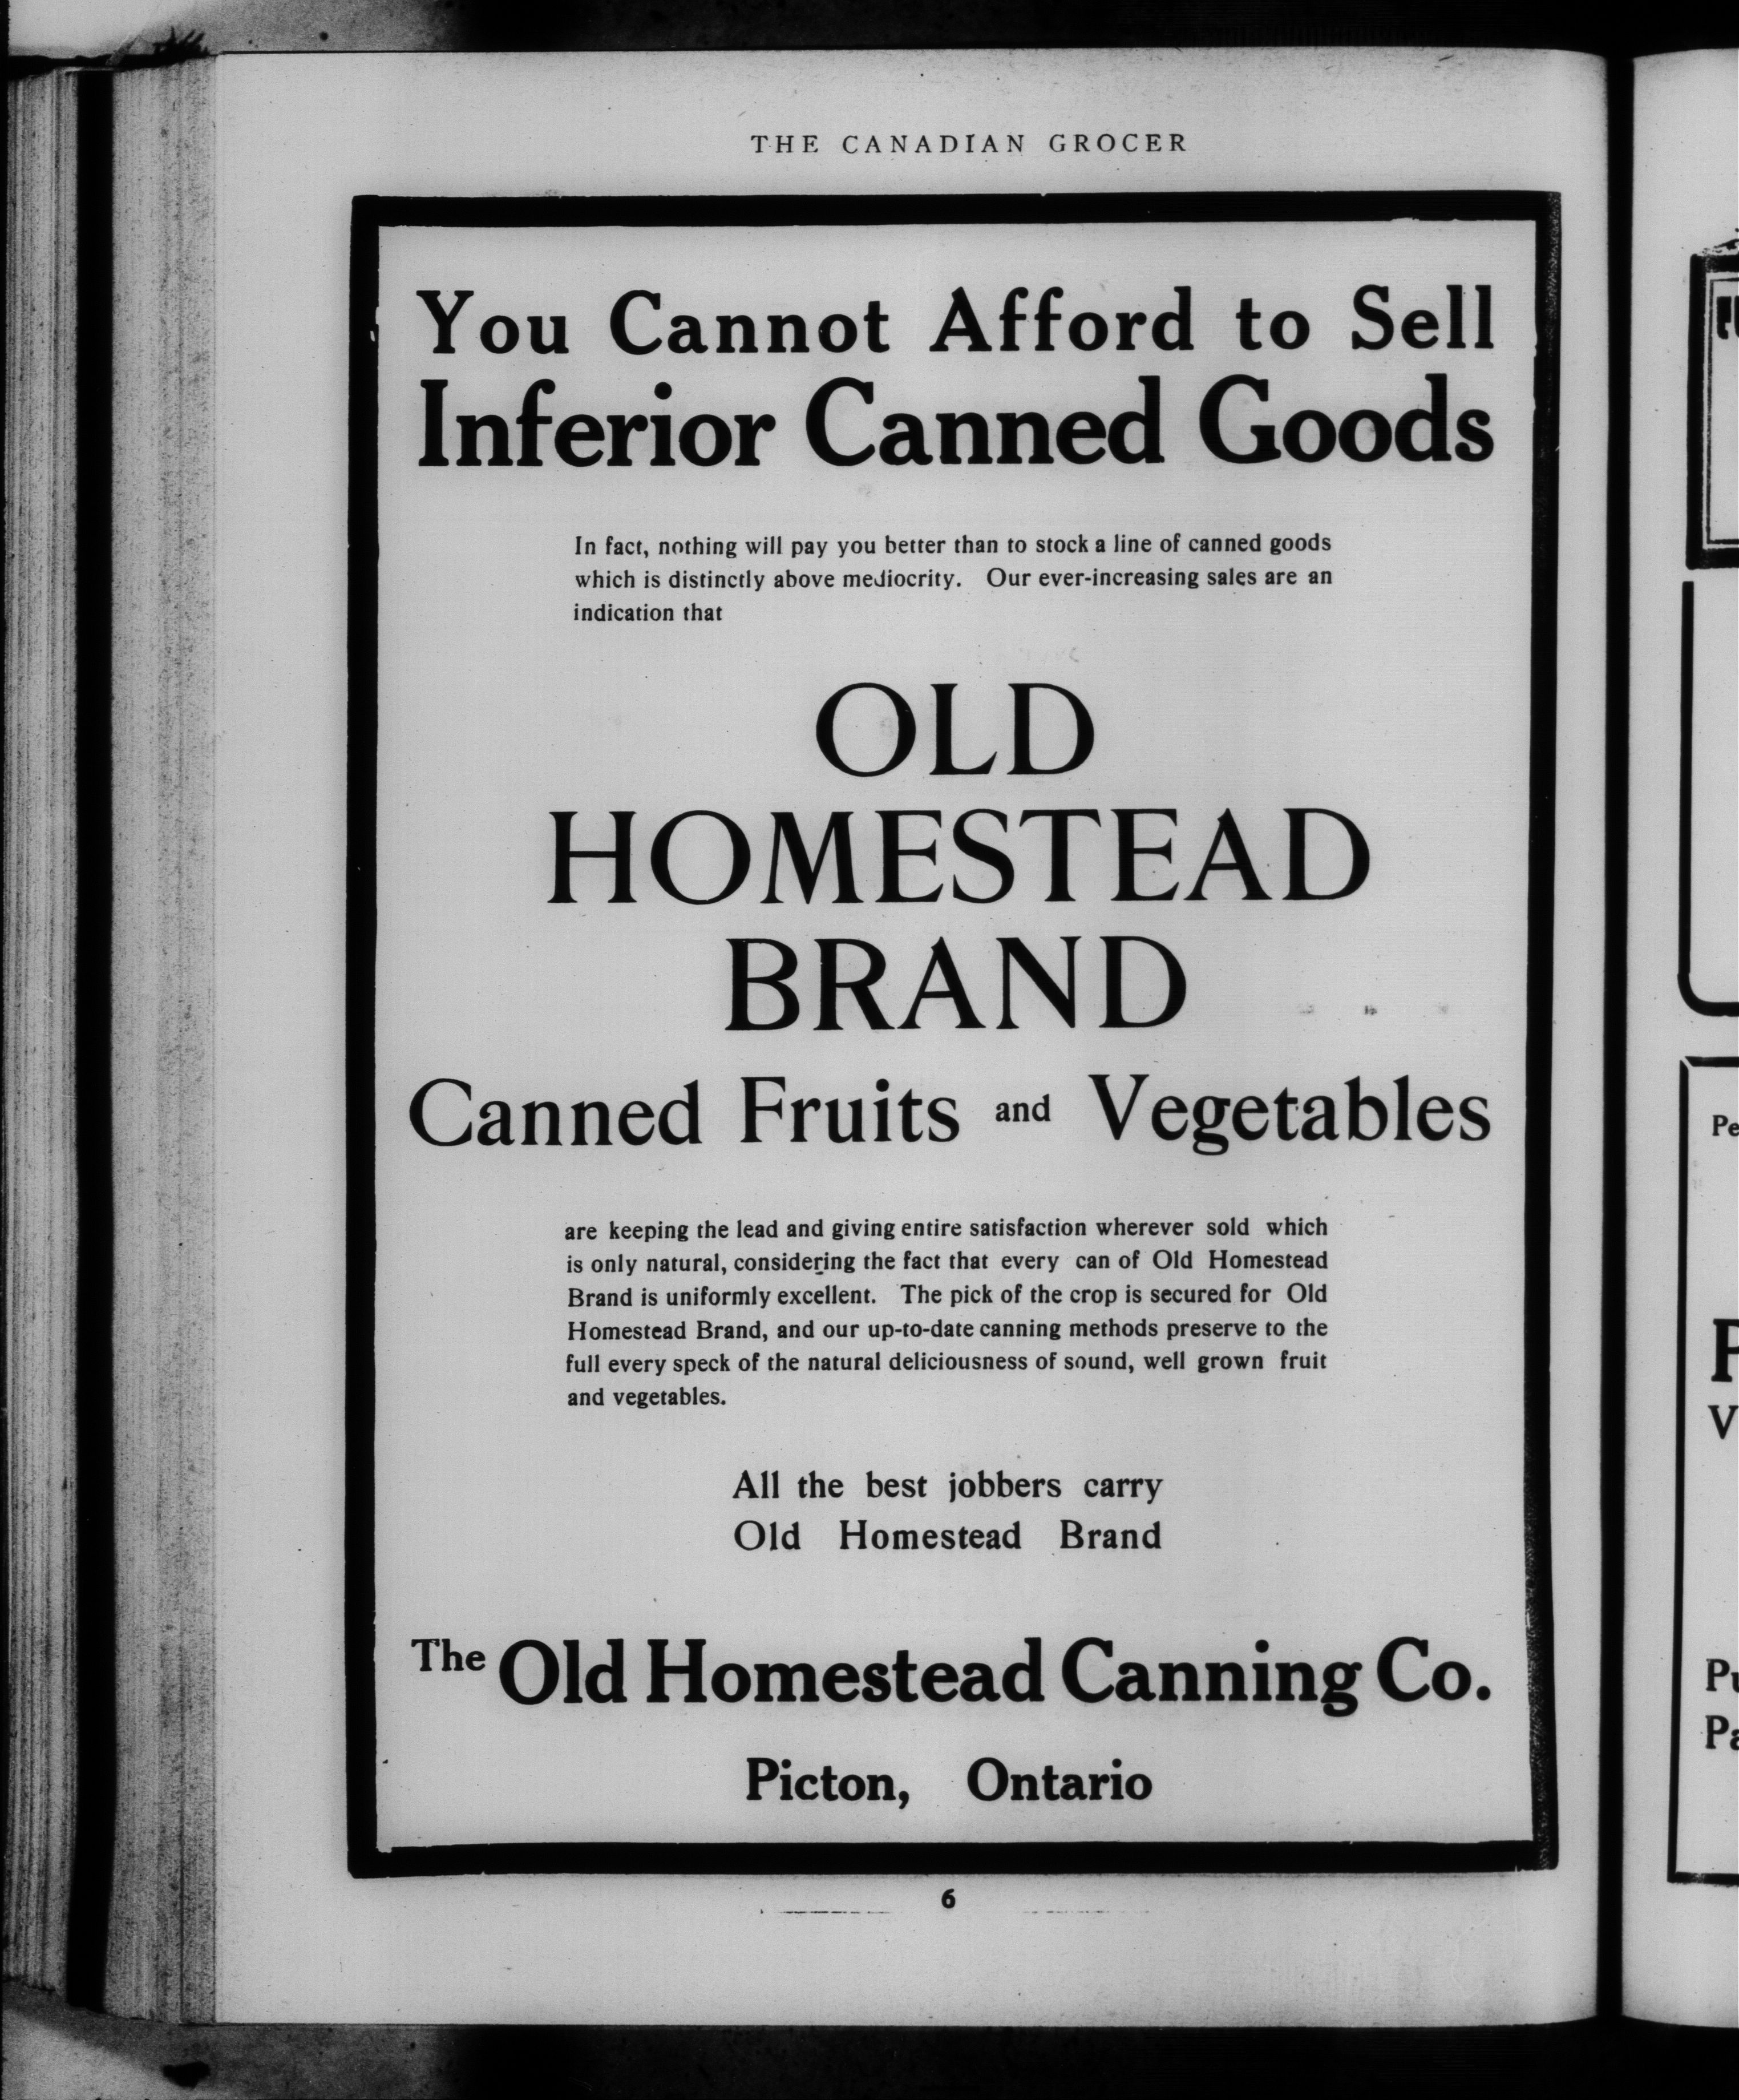 THE CANADIAN GROCER
You Cannot Afford to Sell
Inferior Canned Goods
In fact, nothing will pay you better than to stock a line of canned goods
which is distinctly above mediocrity. Our ever-increasing sales are an
indication that
OLD
HOMESTEAD
BRAND
Canned Fruits and Vegetables
are keeping the lead and giving entire satisfaction wherever sold which
is only natural, considering the fact that every can of Old Homestead
Brand is uniformly excellent. The pick of the crop is secured for Old
Homestead Brand, and our up-to-date canning methods preserve to the
full every speck of the natural deliciousness of sound, well grown fruit
and vegetables.
All the best jobbers carry
Old Homestead Brand
The Old Homestead Canning Co.
Picton, Ontario
6